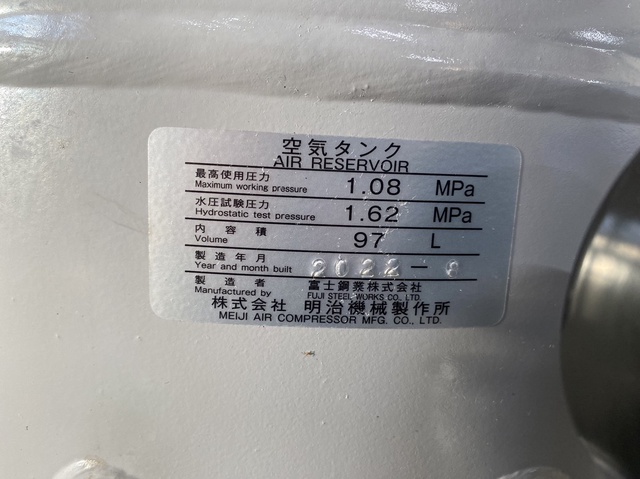 空気タンク
AIR RESERVOIR
最高使用圧力
Maximum working pressure 1.08 MPa
水圧試験圧力
Hydrostatic test pressure 1.62 MPa
内容積
Volume 97 L
製造年月
Year and month built 2022-8
製造者 富士鋼業株式会社
Manufactured by FUJI STEEL WORKS CO., LTD.
株式会社 明治機械製作所
MEIJI AIR COMPRESSOR MFG. CO., LTD.